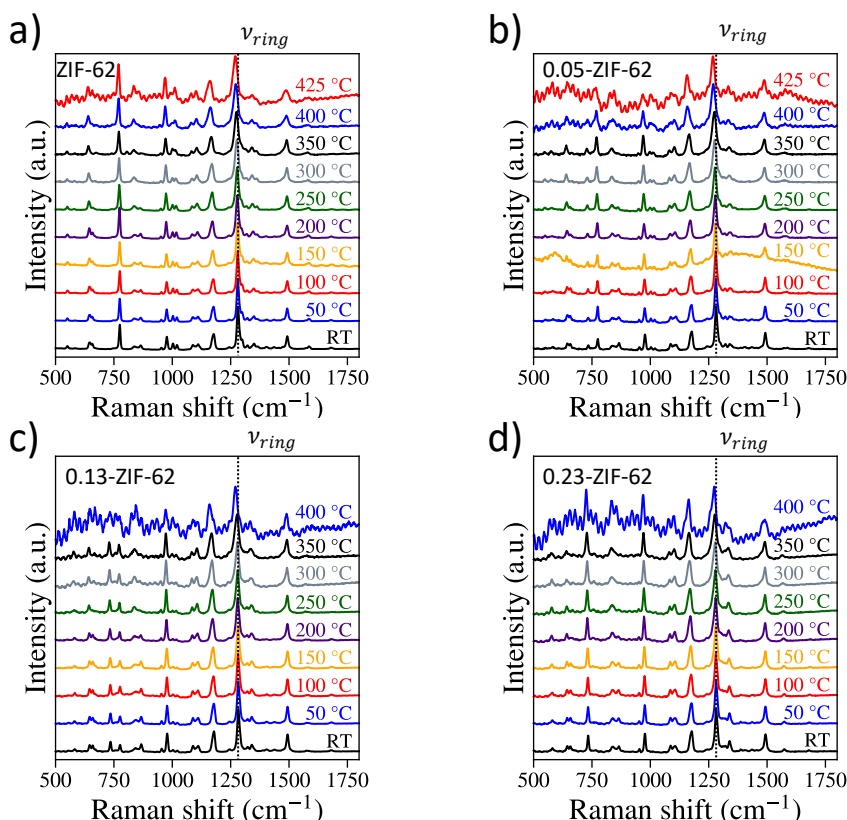 a)
ν_ring
ZIF-62
425 °C
400 °C
350 °C
300 °C
250 °C
200 °C
150 °C
100 °C
50 °C
RT
Intensity (a.u.)
500 750 1000 1250 1500 1750
Raman shift (cm⁻¹)
b)
ν_ring
0.05-ZIF-62
425 °C
400 °C
350 °C
300 °C
250 °C
200 °C
150 °C
100 °C
50 °C
RT
Intensity (a.u.)
500 750 1000 1250 1500 1750
Raman shift (cm⁻¹)
c)
ν_ring
0.13-ZIF-62
400 °C
350 °C
300 °C
250 °C
200 °C
150 °C
100 °C
50 °C
RT
Intensity (a.u.)
500 750 1000 1250 1500 1750
Raman shift (cm⁻¹)
d)
ν_ring
0.23-ZIF-62
400 °C
350 °C
300 °C
250 °C
200 °C
150 °C
100 °C
50 °C
RT
Intensity (a.u.)
500 750 1000 1250 1500 1750
Raman shift (cm⁻¹)